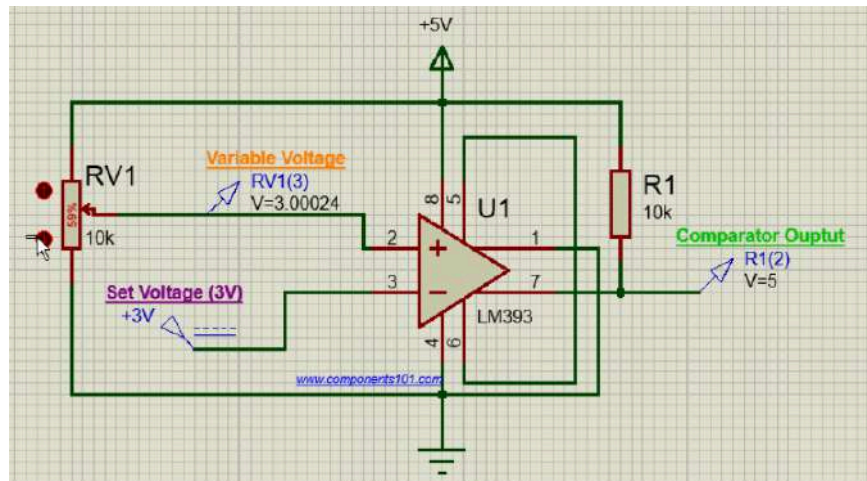 +5V
Variable Voltage
RV1
RV1(3)
V=3.00024
59%
10k
8
5
U1
R1
10k
2
+
1
Comparator Ouptut
R1(2)
V=5
Set Voltage (3V)
+3V
3
−
7
LM393
4
6
www.components101.com